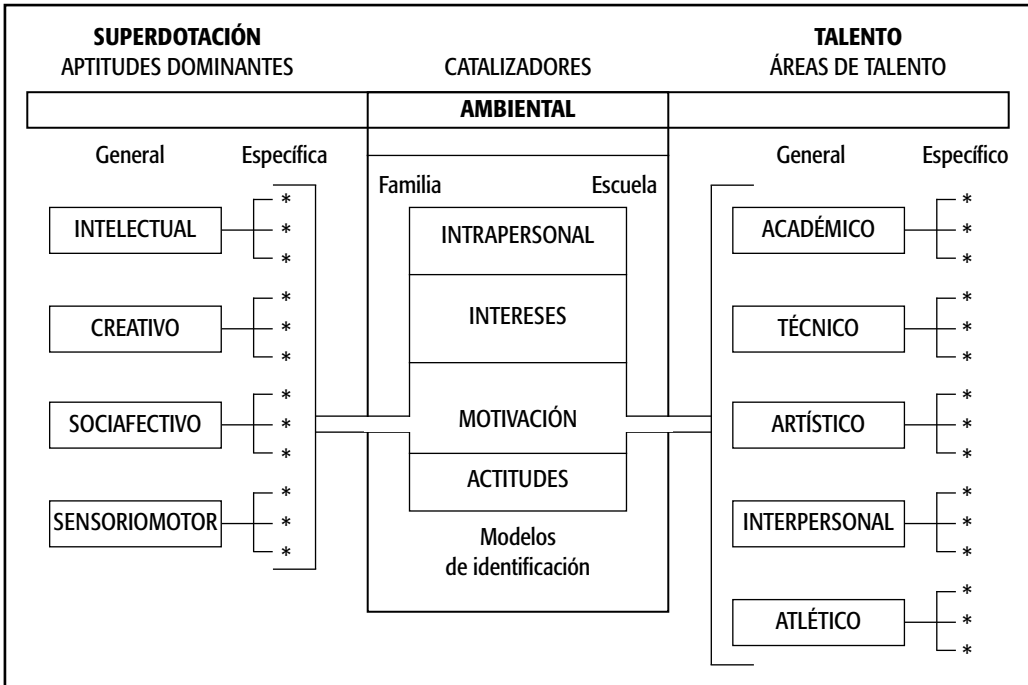 SUPERDOTACIÓN
APTITUDES DOMINANTES
CATALIZADORES
TALENTO
ÁREAS DE TALENTO
AMBIENTAL
General
Específica
*
*
*
INTELECTUAL
*
*
*
CREATIVO
*
*
*
SOCIAFECTIVO
*
*
*
SENSORIOMOTOR
Familia
Escuela
INTRAPERSONAL
INTERESES
MOTIVACIÓN
ACTITUDES
Modelos
de identificación
General
Específico
*
*
*
ACADÉMICO
*
*
*
TÉCNICO
*
*
*
ARTÍSTICO
*
*
*
INTERPERSONAL
*
*
*
ATLÉTICO